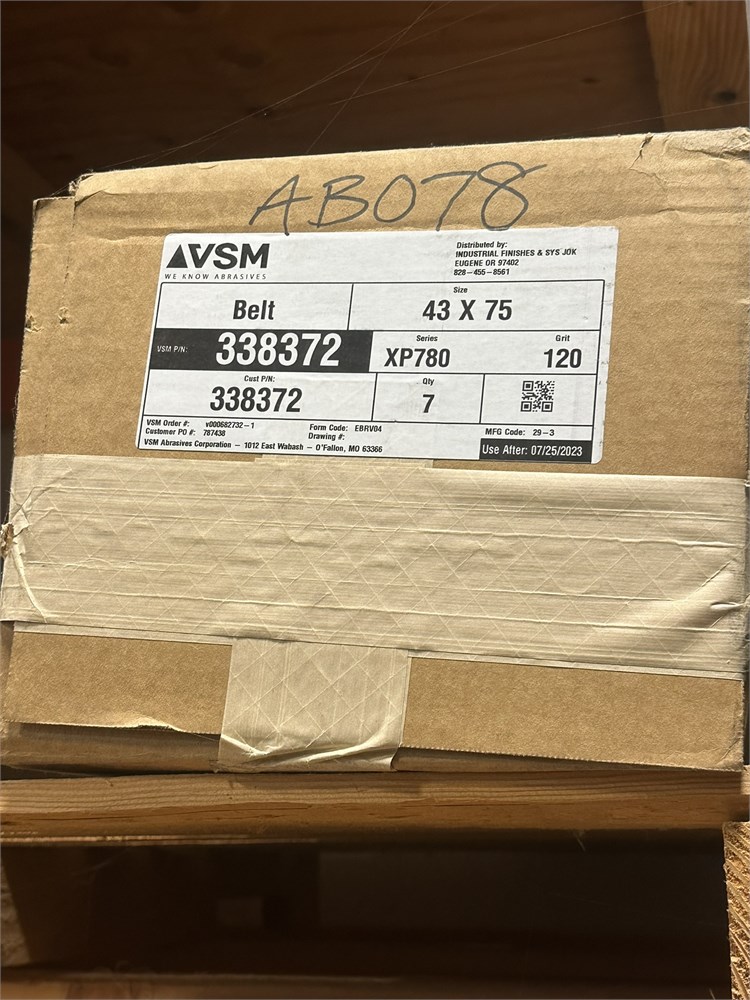 AB078
VSM
WE KNOW ABRASIVES
Distributed by:
INDUSTRIAL FINISHES & SYS JOK
EUGENE OR 97402
828-455-8561
Belt
Size
43 X 75
VSM P/N:
338372
Series
XP780
Grit
120
Cust P/N:
338372
Qty
7
VSM Order #: v000682732-1
Customer PO #: 787438
Form Code: EBRV04
Drawing #:
MFG Code: 29-3
VSM Abrasives Corporation - 1012 East Wabash - O'Fallon, MO 63366
Use After: 07/25/2023